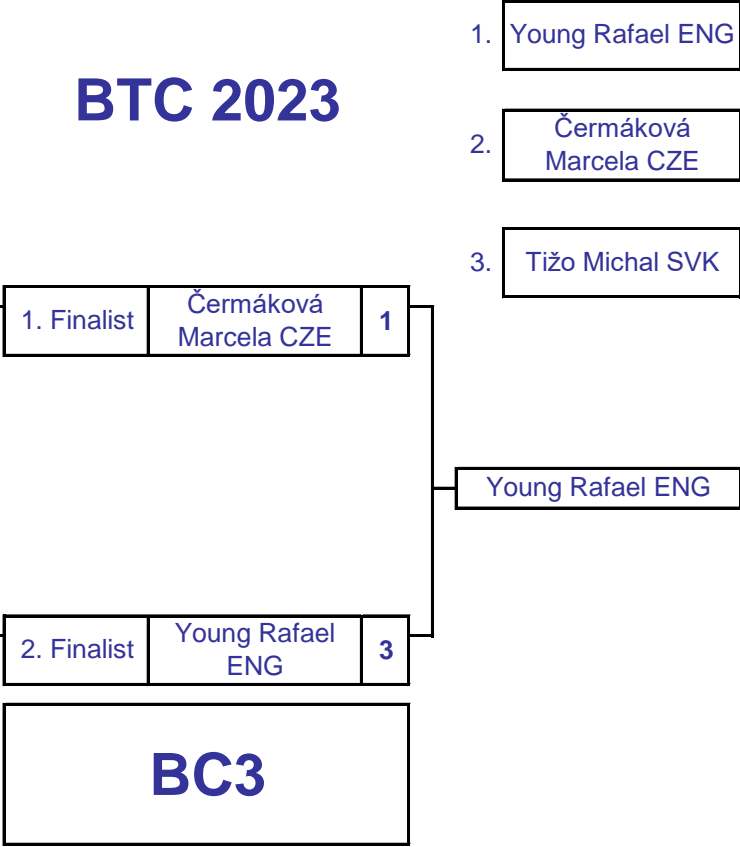 1. Young Rafael ENG
BTC 2023
2. Čermáková
Marcela CZE
3. Tižo Michal SVK
1. Finalist Čermáková
Marcela CZE 1
Young Rafael ENG
2. Finalist Young Rafael
ENG 3
BC3